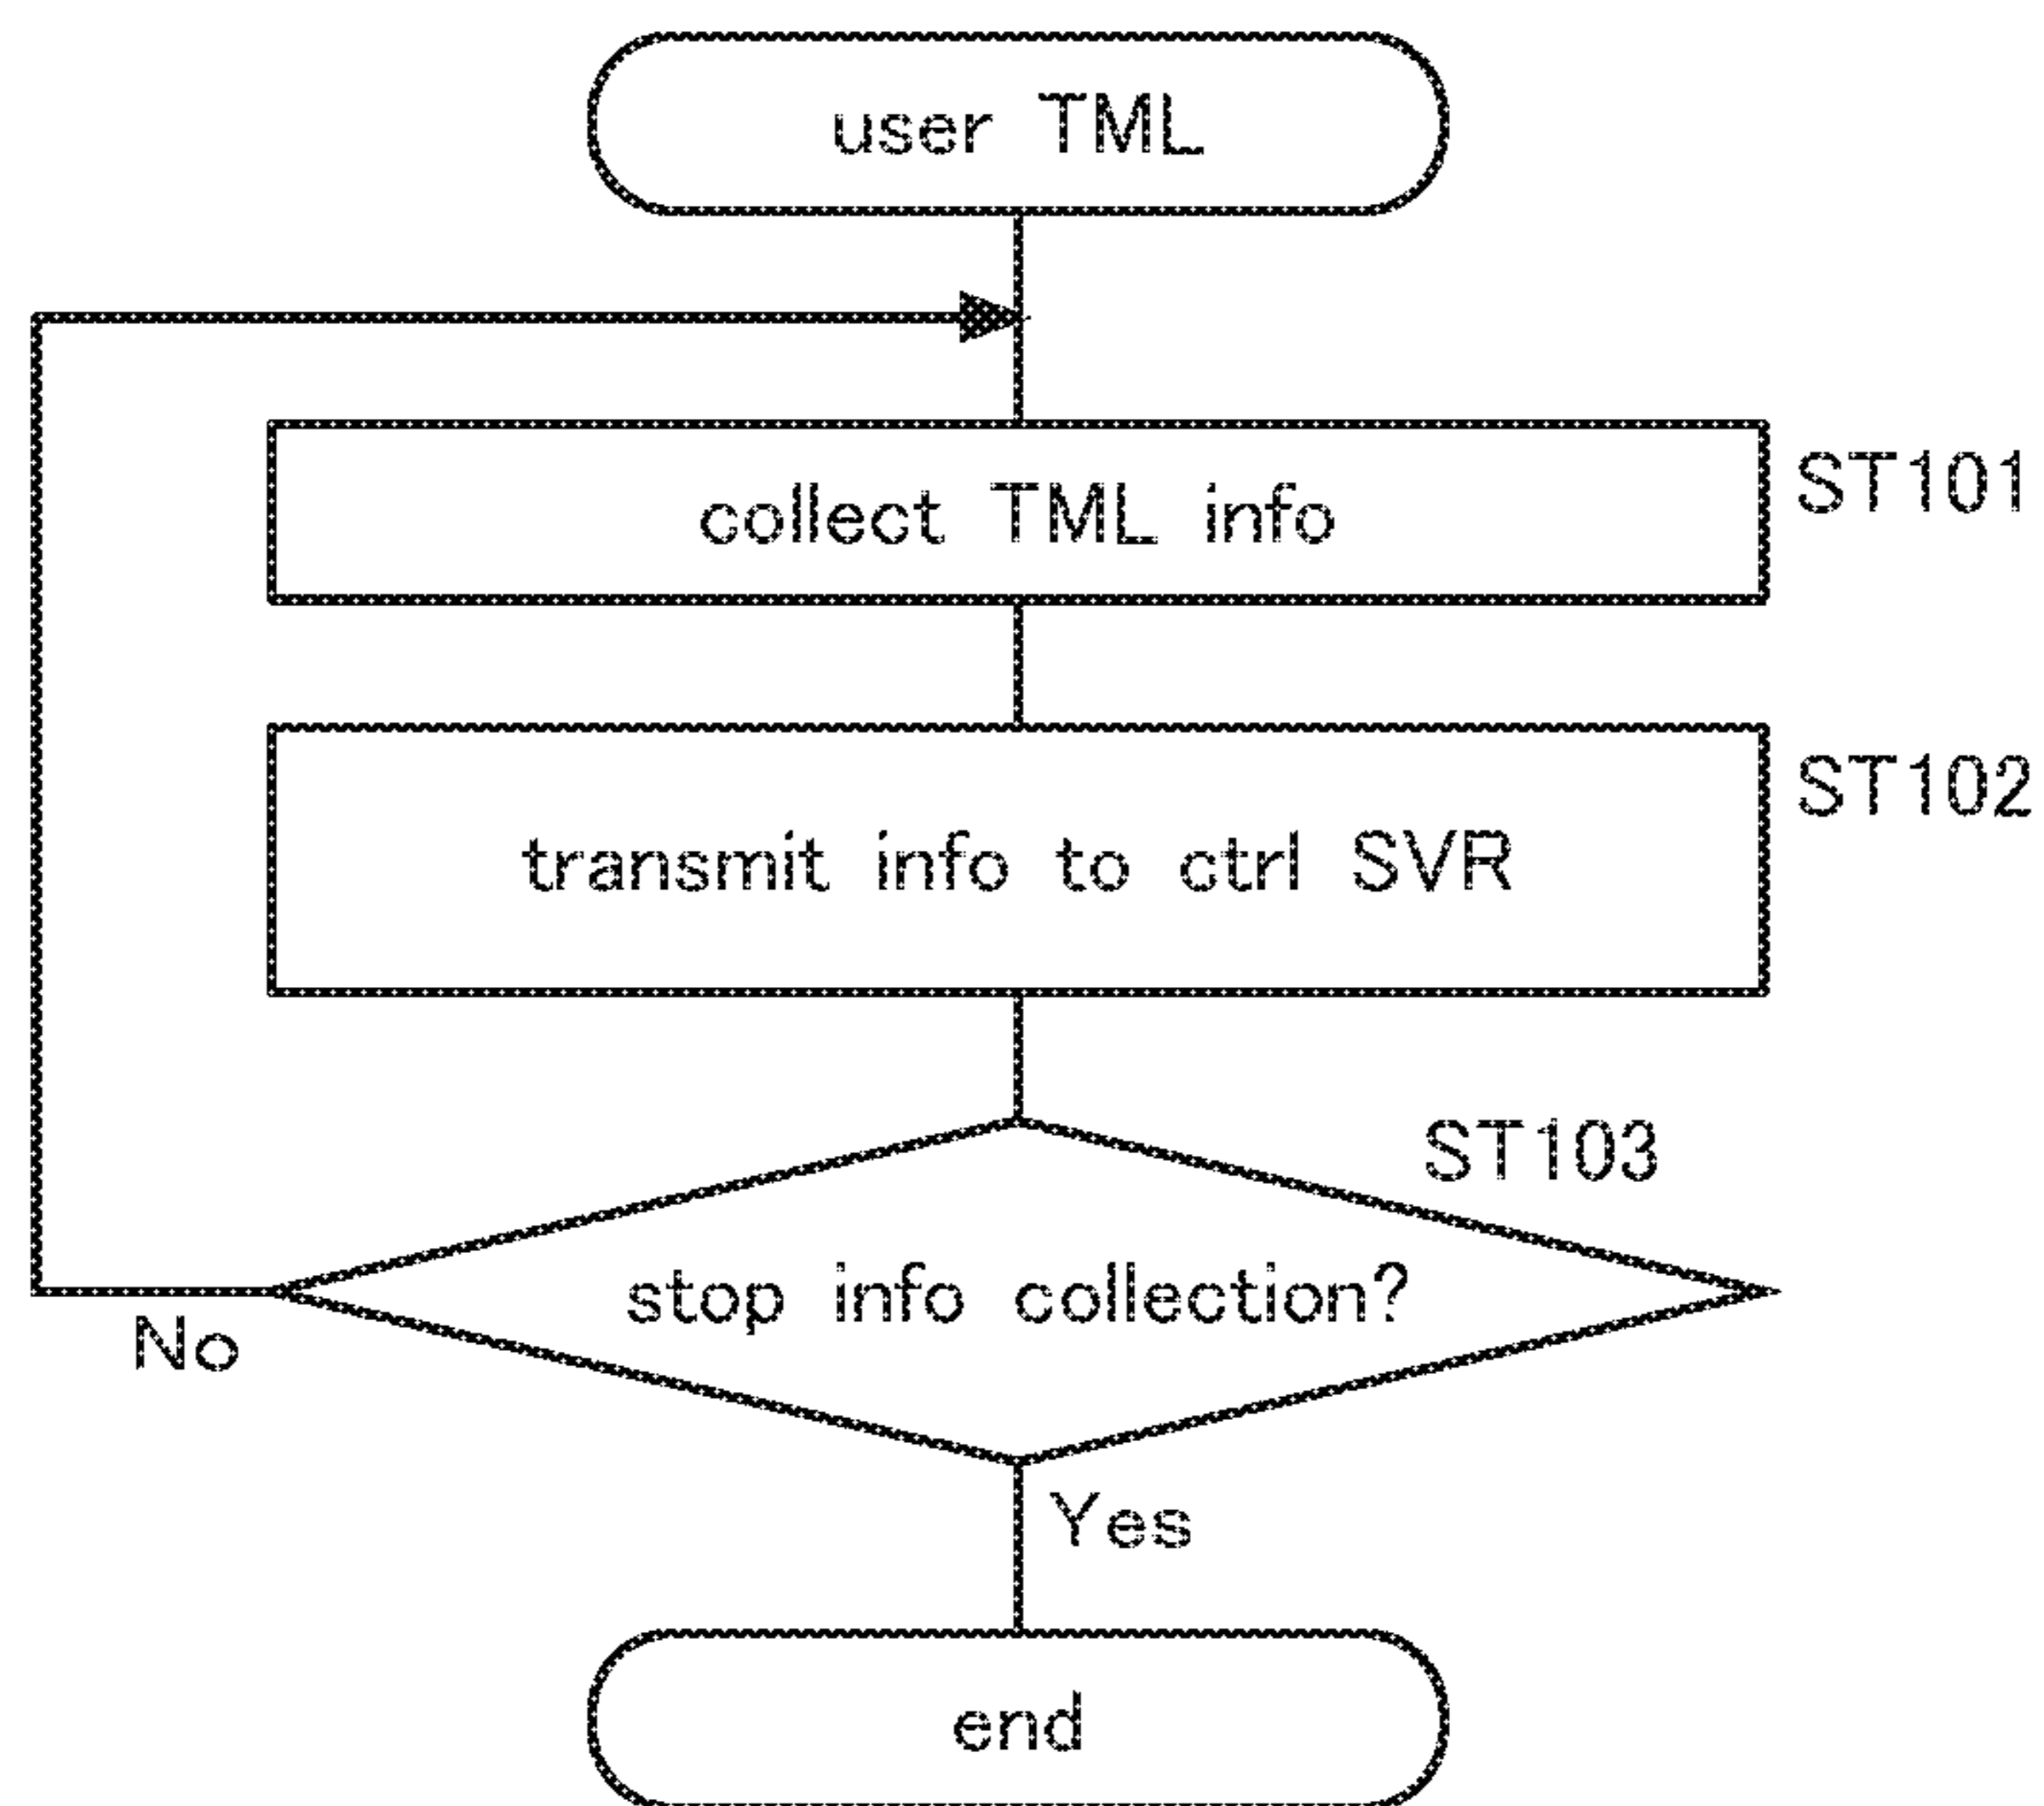 user TML
collect TML info
ST101
transmit info to ctrl SVR
ST102
ST103
stop info collection?
No
Yes
end